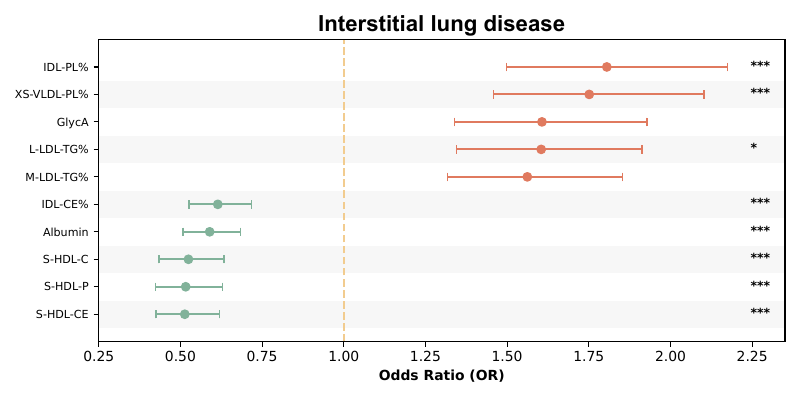 Interstitial lung disease
IDL-PL% ***
XS-VLDL-PL% ***
GlycA
L-LDL-TG% *
M-LDL-TG%
IDL-CE% ***
Albumin ***
S-HDL-C ***
S-HDL-P ***
S-HDL-CE ***
0.25 0.50 0.75 1.00 1.25 1.50 1.75 2.00 2.25
Odds Ratio (OR)